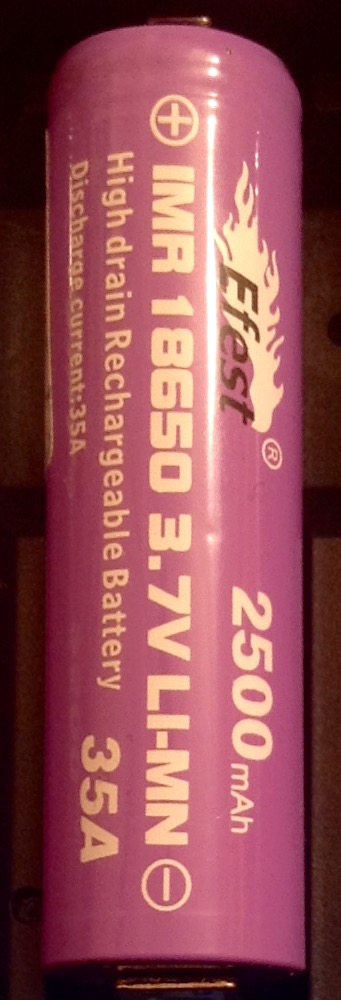 Efest®
2500mAh
⊕ IMR 18650 3.7V LI-MN ⊖
High drain Rechargeable Battery 35A
Discharge current:35A